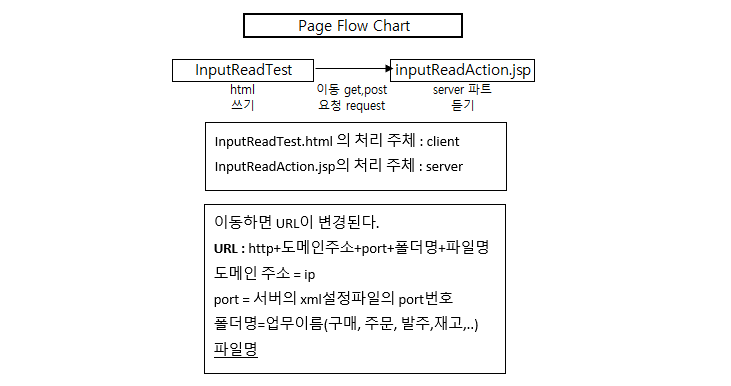 Page Flow Chart
InputReadTest
inputReadAction.jsp
html
쓰기
이동 get,post
요청 request
server 파트
듣기
InputReadTest.html 의 처리 주체 : client
InputReadAction.jsp의 처리 주체 : server
이동하면 URL이 변경된다.
URL : http+도메인주소+port+폴더명+파일명
도메인 주소 = ip
port = 서버의 xml설정파일의 port번호
폴더명=업무이름(구매, 주문, 발주,재고,..)
파일명